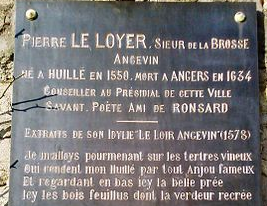 PIERRE LE LOYER, SIEUR DE LA BROSSE
ANGEVIN
NÉ A HUILLÉ EN 1550, MORT A ANGERS EN 1634
CONSEILLER AU PRÉSIDIAL DE CETTE VILLE
SAVANT, POÈTE AMI DE RONSARD
EXTRAITS DE SON IDYLIE "LE LOIR ANGEVIN" (1578)
Je m'alloys pourmenant sur les tertres vineux
Qui rendent mon Huillé par tout Anjou fameux
Et regardant en bas icy la belle prée
Icy les bois feuillus dont la verdeur recrée